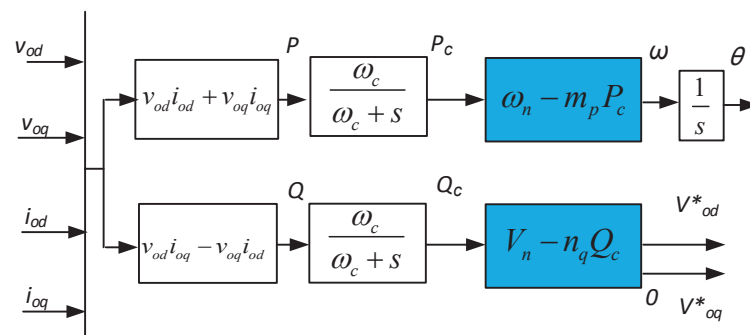 v_od
v_oq
i_od
i_oq
v_od i_od + v_oq i_oq
P
ω_c / (ω_c + s)
P_c
ω_n − m_p P_c
ω
1/s
θ
v_od i_oq − v_oq i_od
Q
ω_c / (ω_c + s)
Q_c
V_n − n_q Q_c
V*_od
0
V*_oq